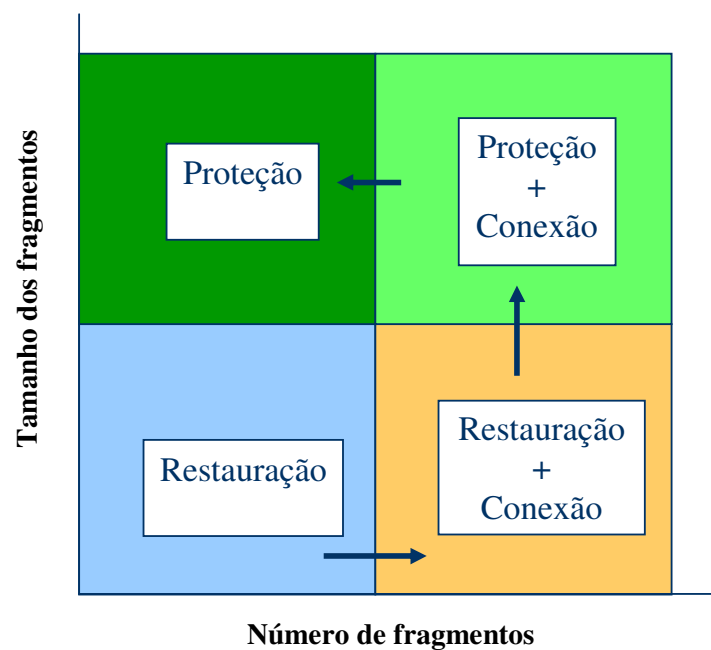 Tamanho dos fragmentos
Proteção
Proteção
+
Conexão
Restauração
Restauração
+
Conexão
Número de fragmentos